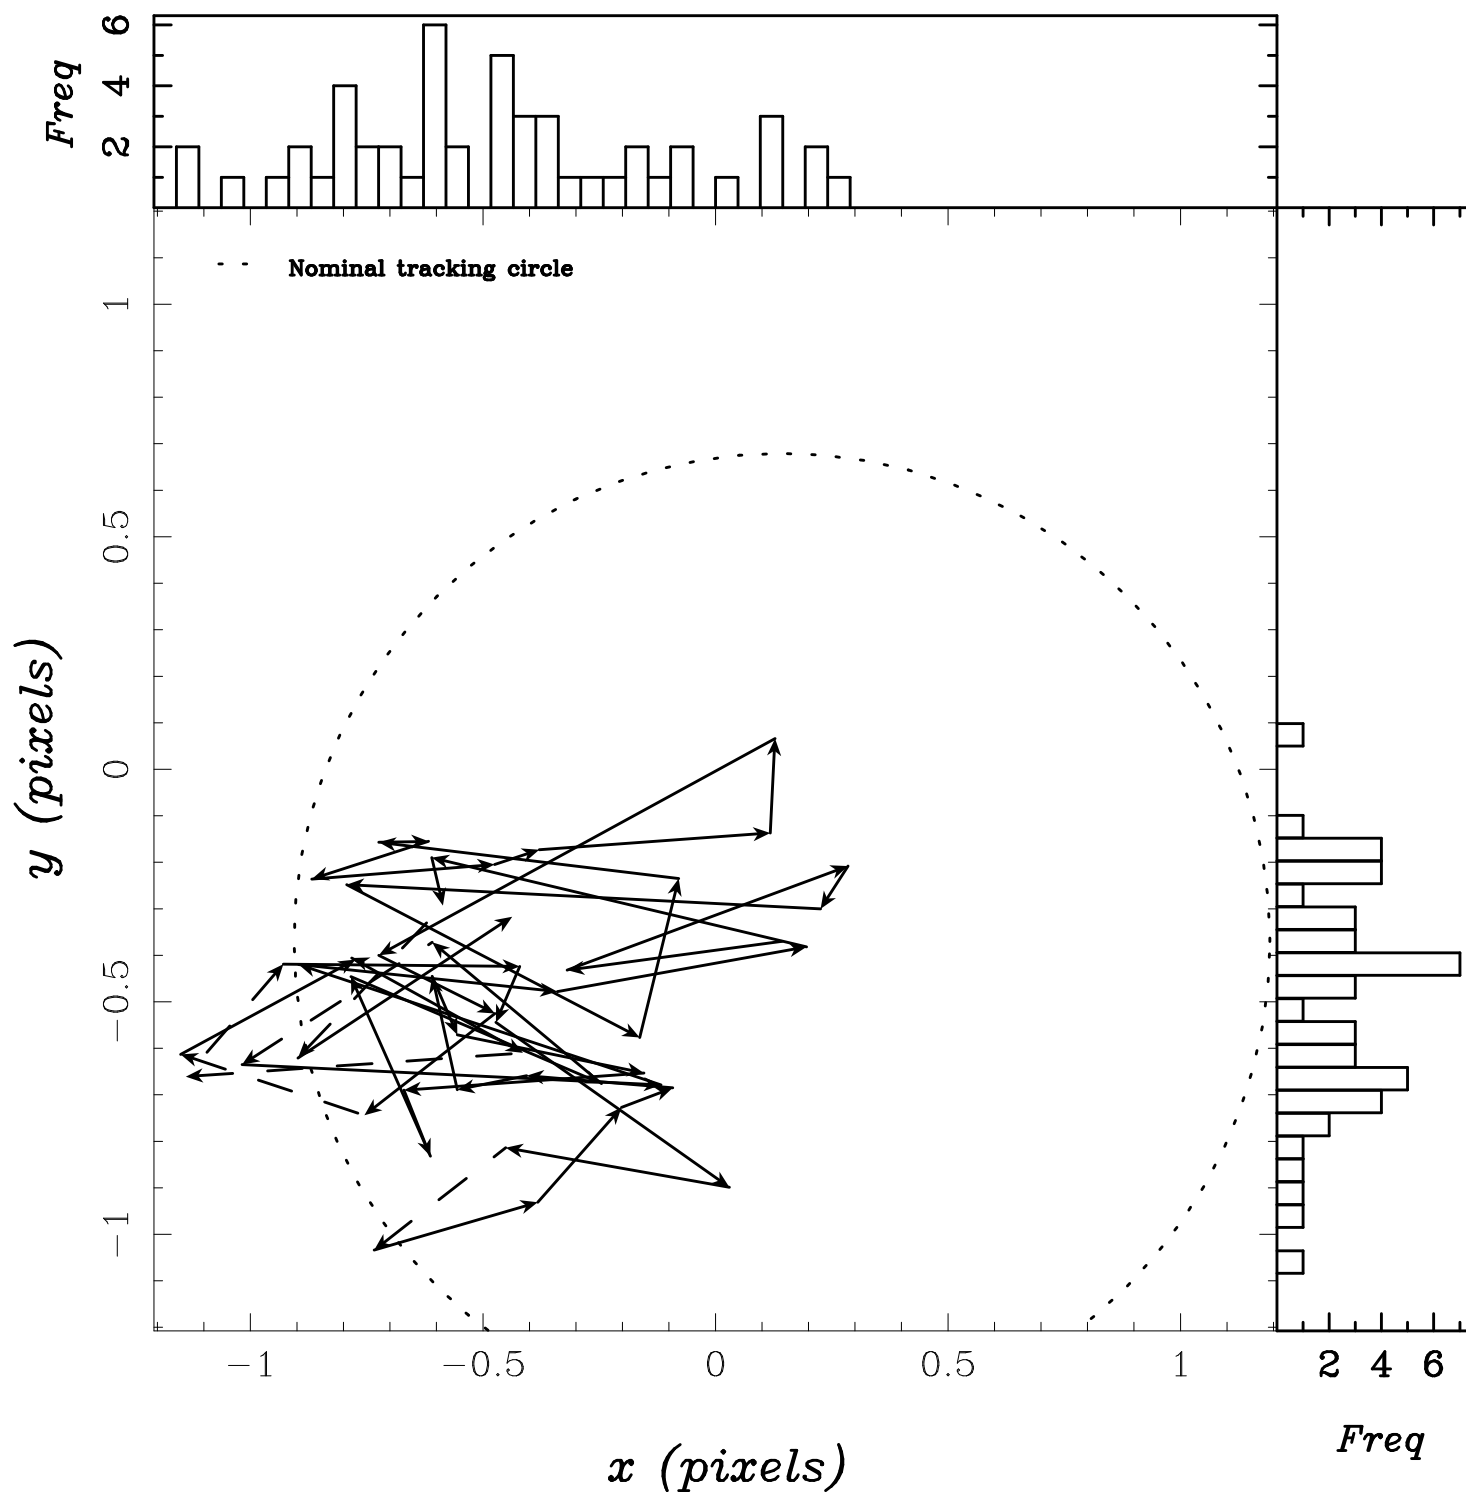 6
4
2
Freq
Nominal tracking circle
1
0.5
0
−0.5
−1
y (pixels)
−1 −0.5 0 0.5 1
2 4 6
Freq
x (pixels)